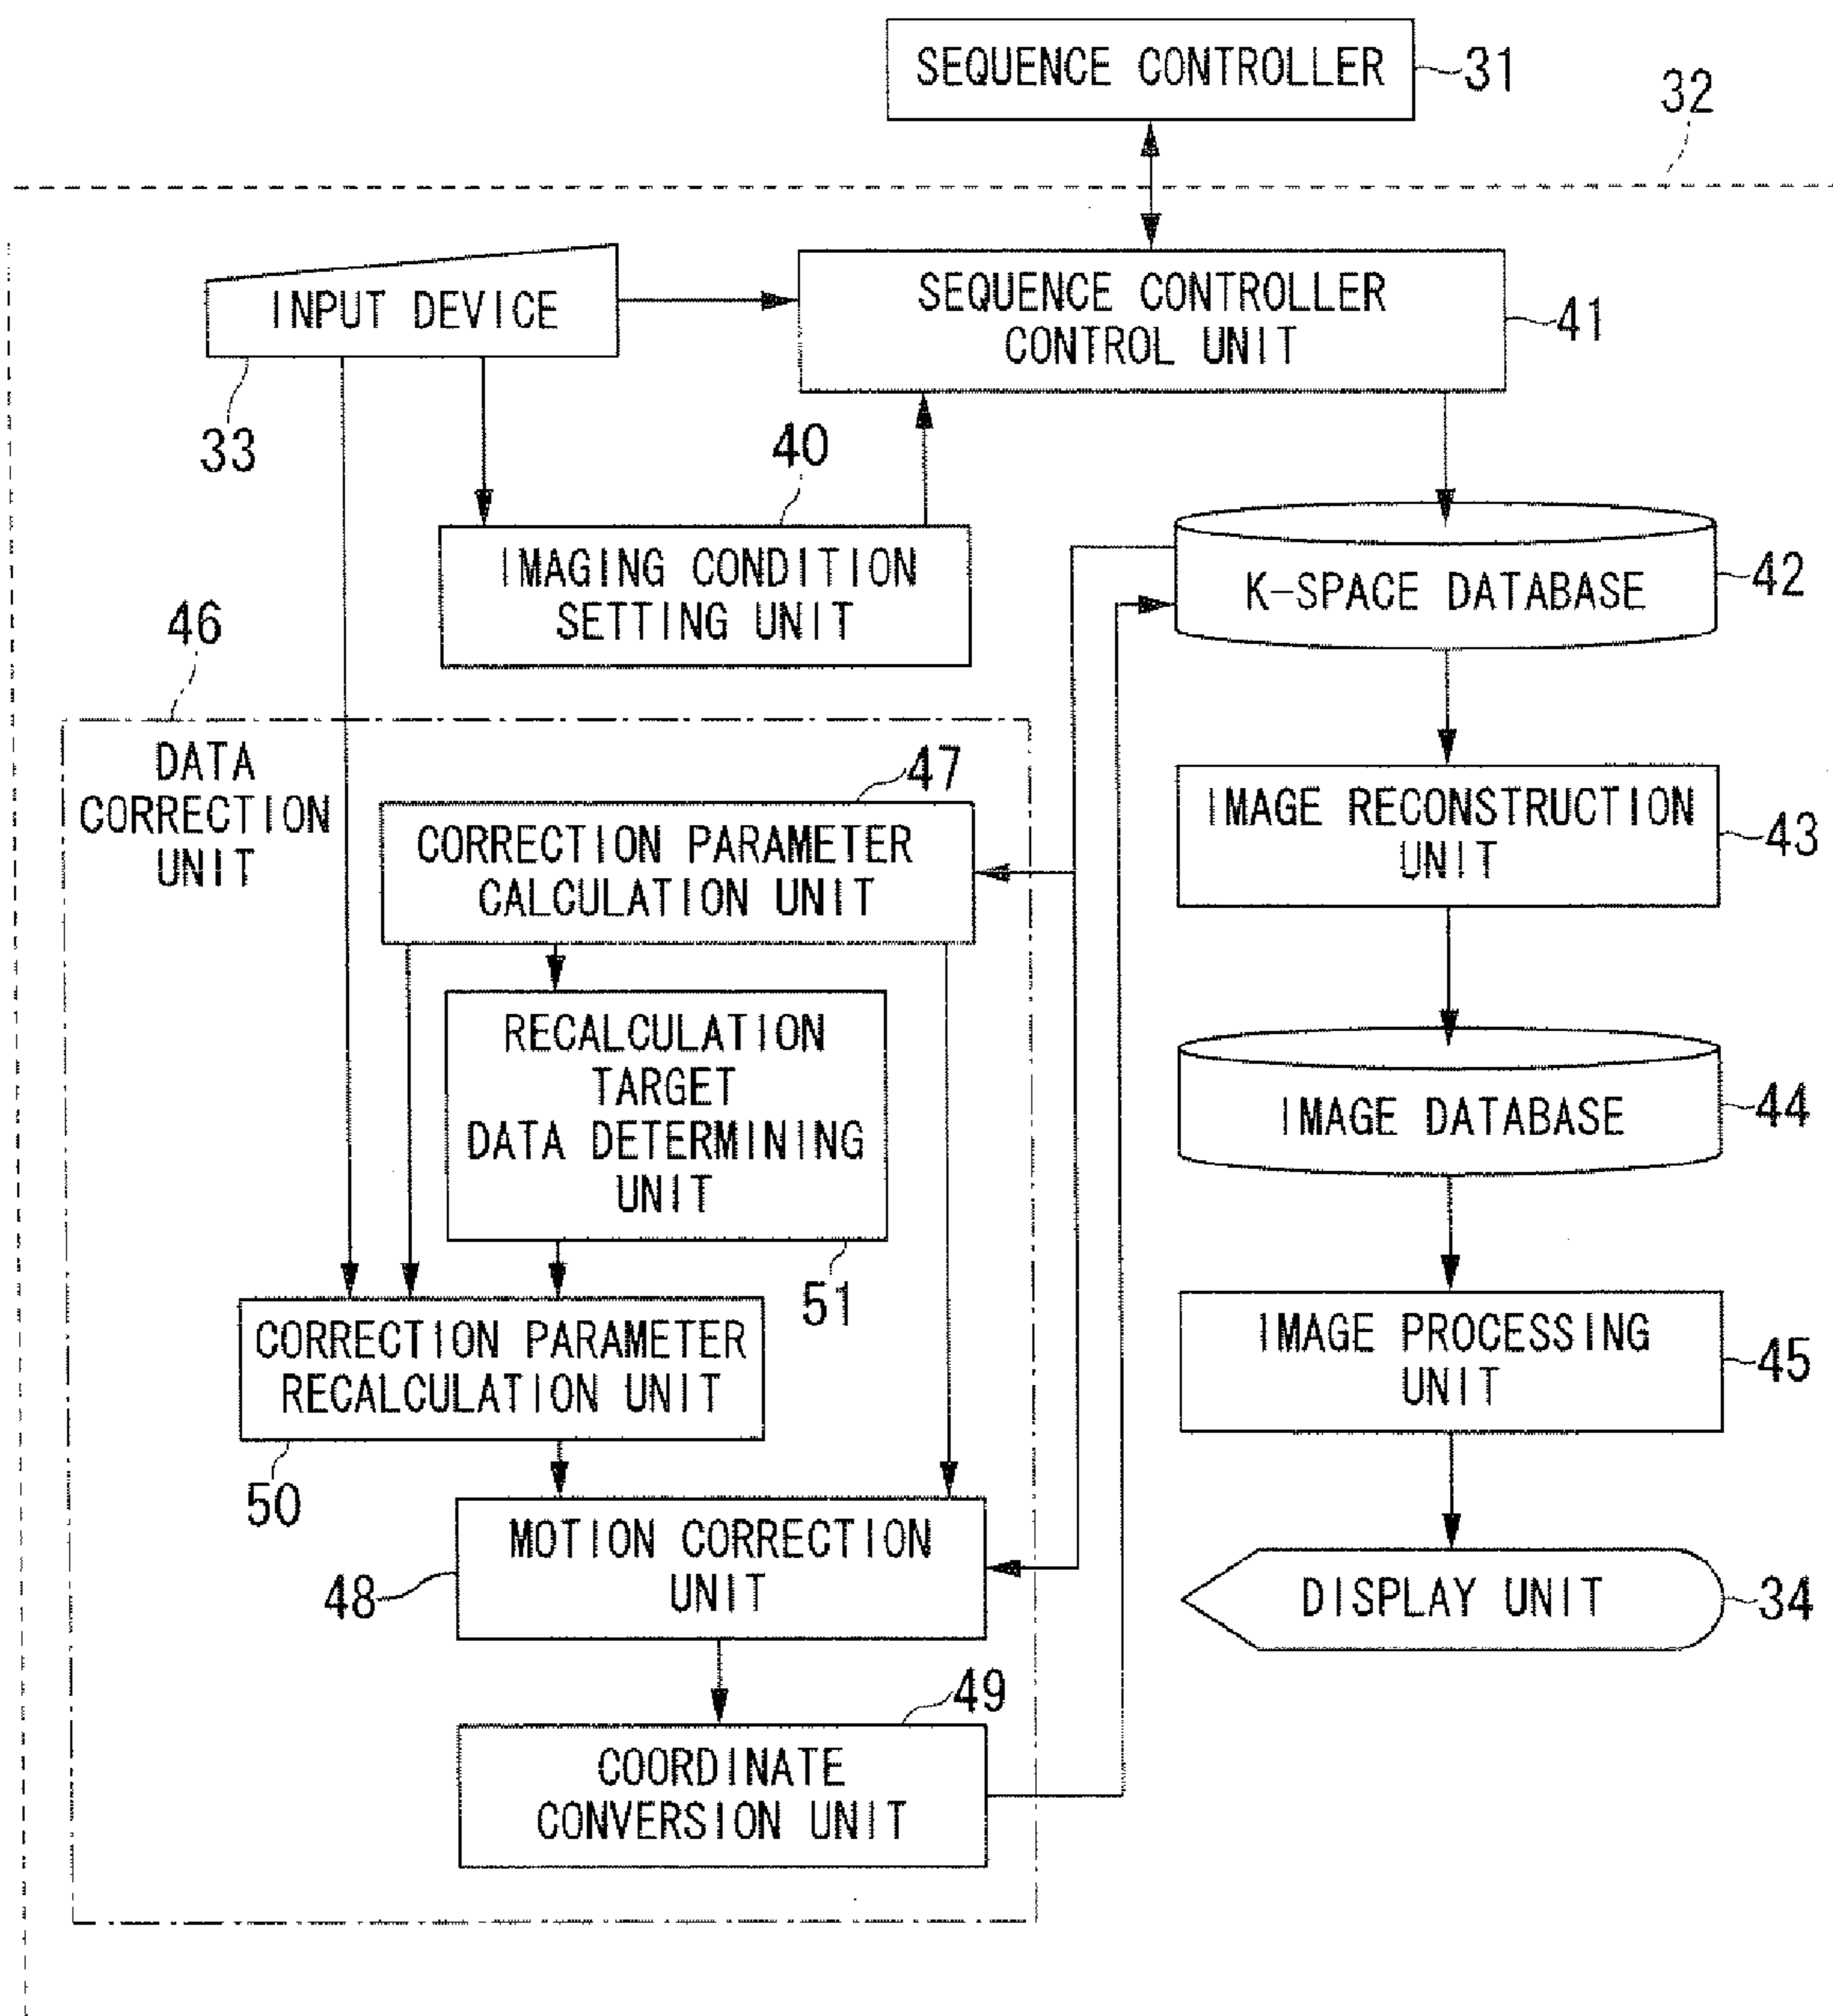 SEQUENCE CONTROLLER
31
32
INPUT DEVICE
33
SEQUENCE CONTROLLER
CONTROL UNIT
41
40
IMAGING CONDITION
SETTING UNIT
K-SPACE DATABASE
42
46
DATA
CORRECTION
UNIT
47
CORRECTION PARAMETER
CALCULATION UNIT
IMAGE RECONSTRUCTION
UNIT
43
RECALCULATION
TARGET
DATA DETERMINING
UNIT
51
IMAGE DATABASE
44
CORRECTION PARAMETER
RECALCULATION UNIT
50
IMAGE PROCESSING
UNIT
45
MOTION CORRECTION
UNIT
48
DISPLAY UNIT
34
49
COORDINATE
CONVERSION UNIT